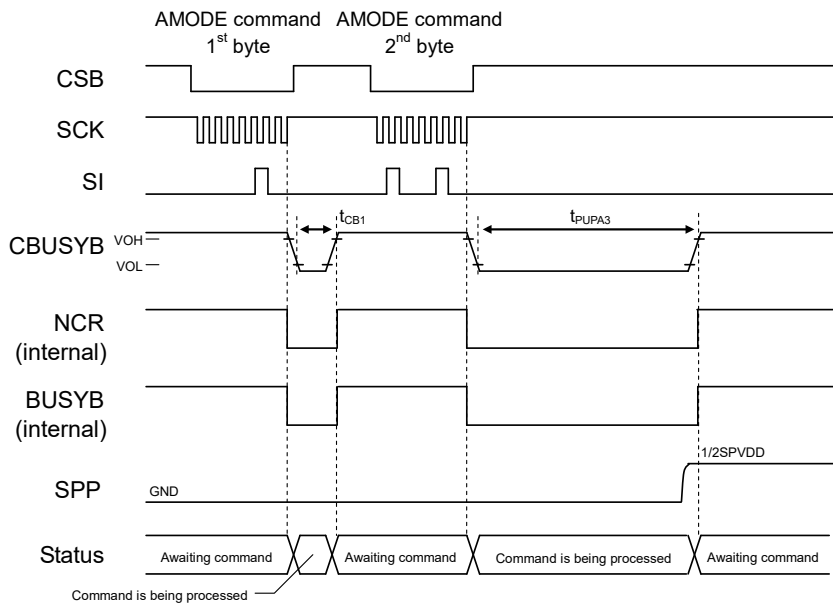 AMODE command AMODE command
1st byte 2nd byte
CSB
SCK
SI
tCB1 tPUPA3
VOH
CBUSYB
VOL
NCR
(internal)
BUSYB
(internal)
1/2SPVDD
SPP GND
Status Awaiting command Awaiting command Command is being processed Awaiting command
Command is being processed